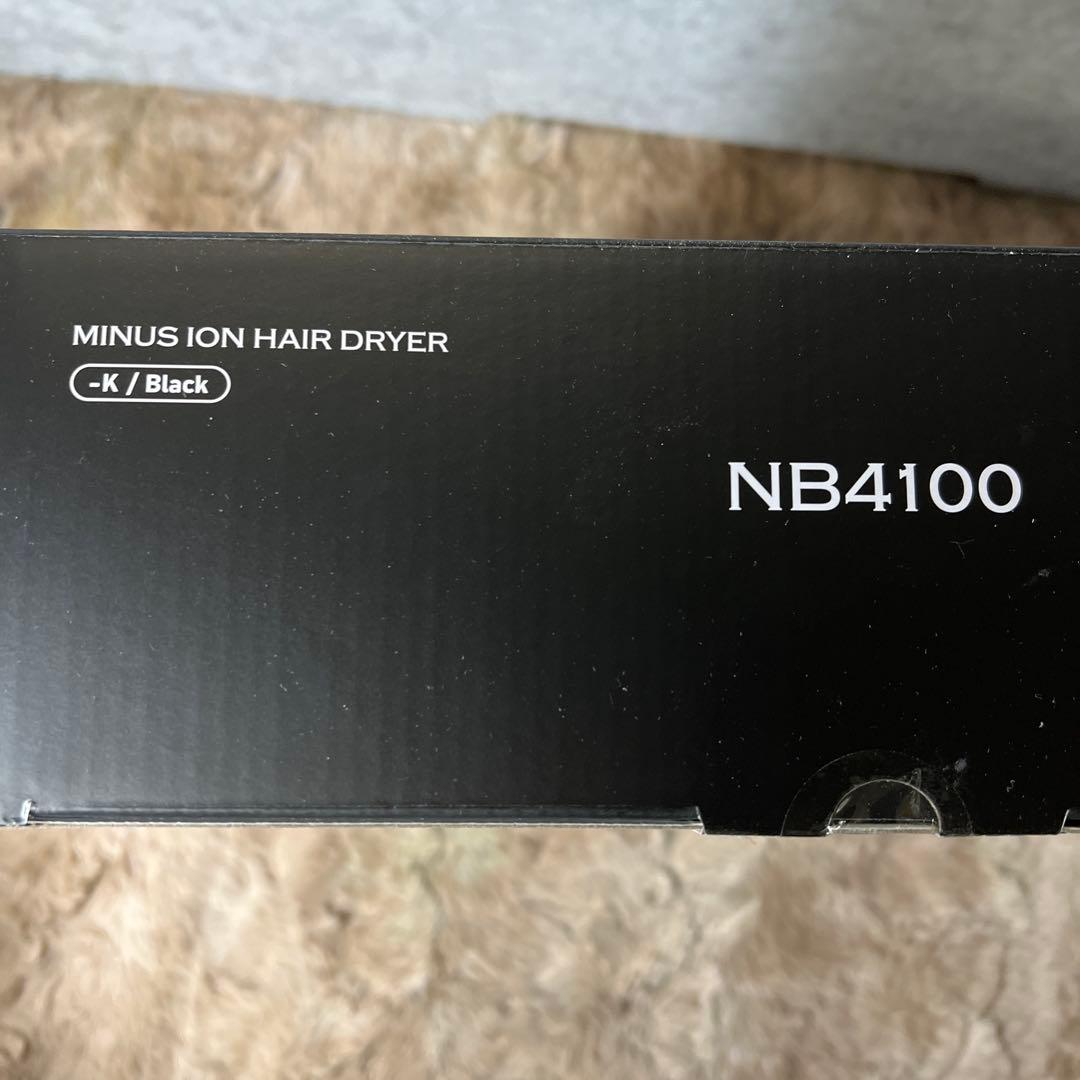 MINUS ION HAIR DRYER
-K / Black
NB4100